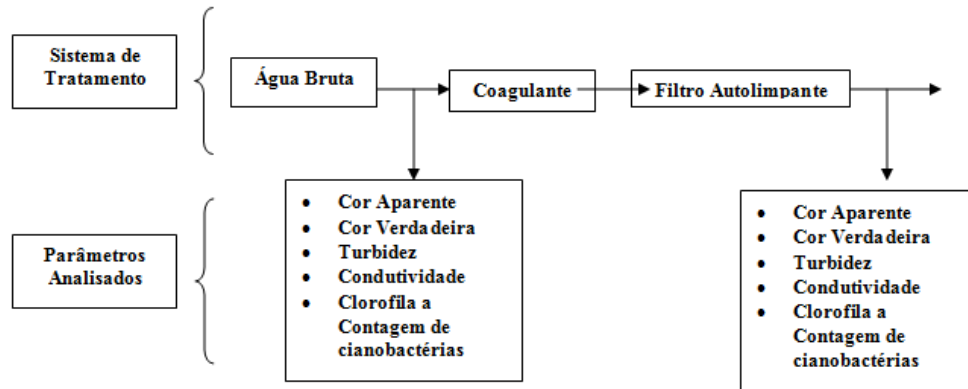 Sistema de
Tratamento
Água Bruta
Coagulante
Filtro Autolimpante
Parâmetros
Analisados
• Cor Aparente
• Cor Verdadeira
• Turbidez
• Condutividade
• Clorofila a
Contagem de
cianobactérias
• Cor Aparente
• Cor Verdadeira
• Turbidez
• Condutividade
• Clorofila a
Contagem de
cianobactérias